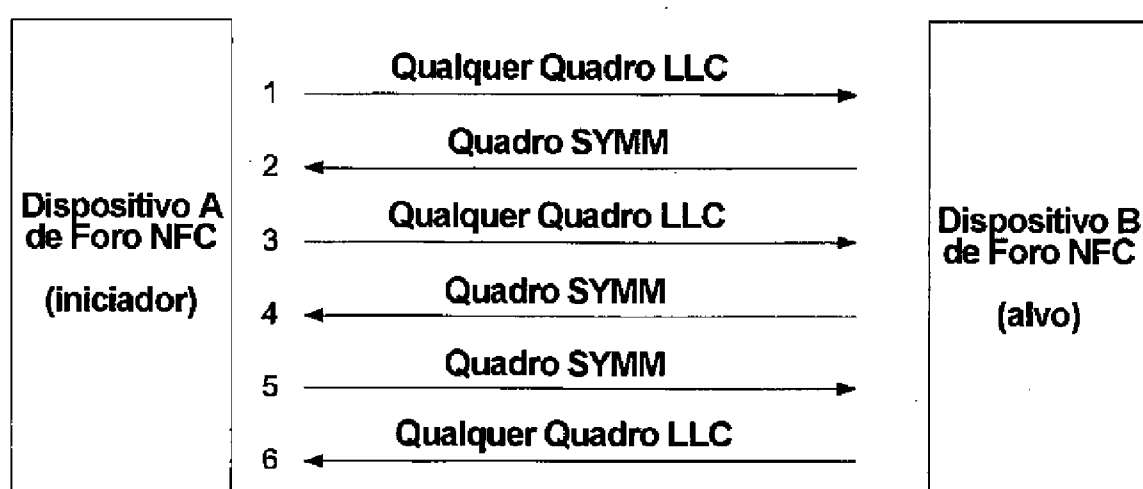 Qualquer Quadro LLC
1
Quadro SYMM
2
Qualquer Quadro LLC
3
Quadro SYMM
4
Quadro SYMM
5
Qualquer Quadro LLC
6
Dispositivo A
de Foro NFC
(iniciador)
Dispositivo B
de Foro NFC
(alvo)